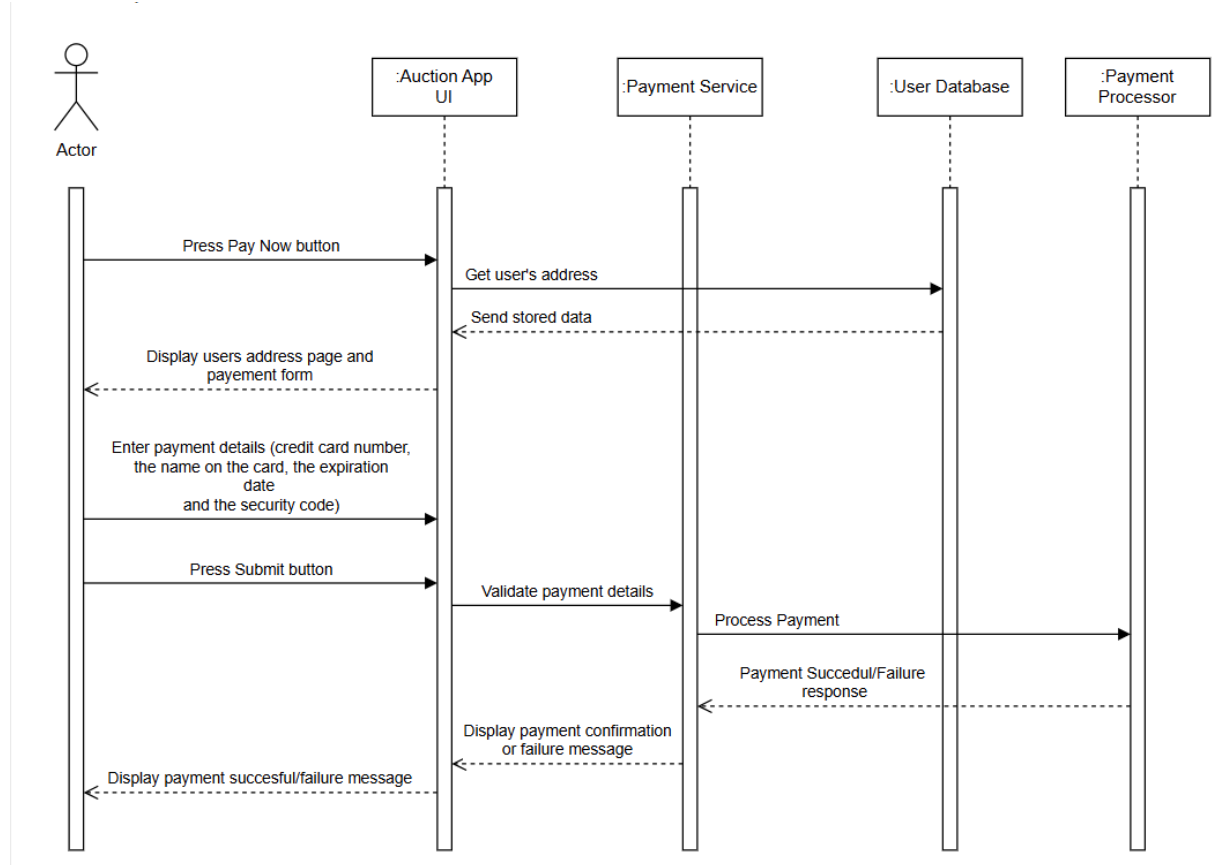 :Auction App
UI
:Payment Service
:User Database
:Payment
Processor
Actor
Press Pay Now button
Get user's address
Send stored data
Display users address page and
payement form
Enter payment details (credit card number,
the name on the card, the expiration
date
and the security code)
Press Submit button
Validate payment details
Process Payment
Payment Succedul/Failure
response
Display payment confirmation
or failure message
Display payment succesful/failure message